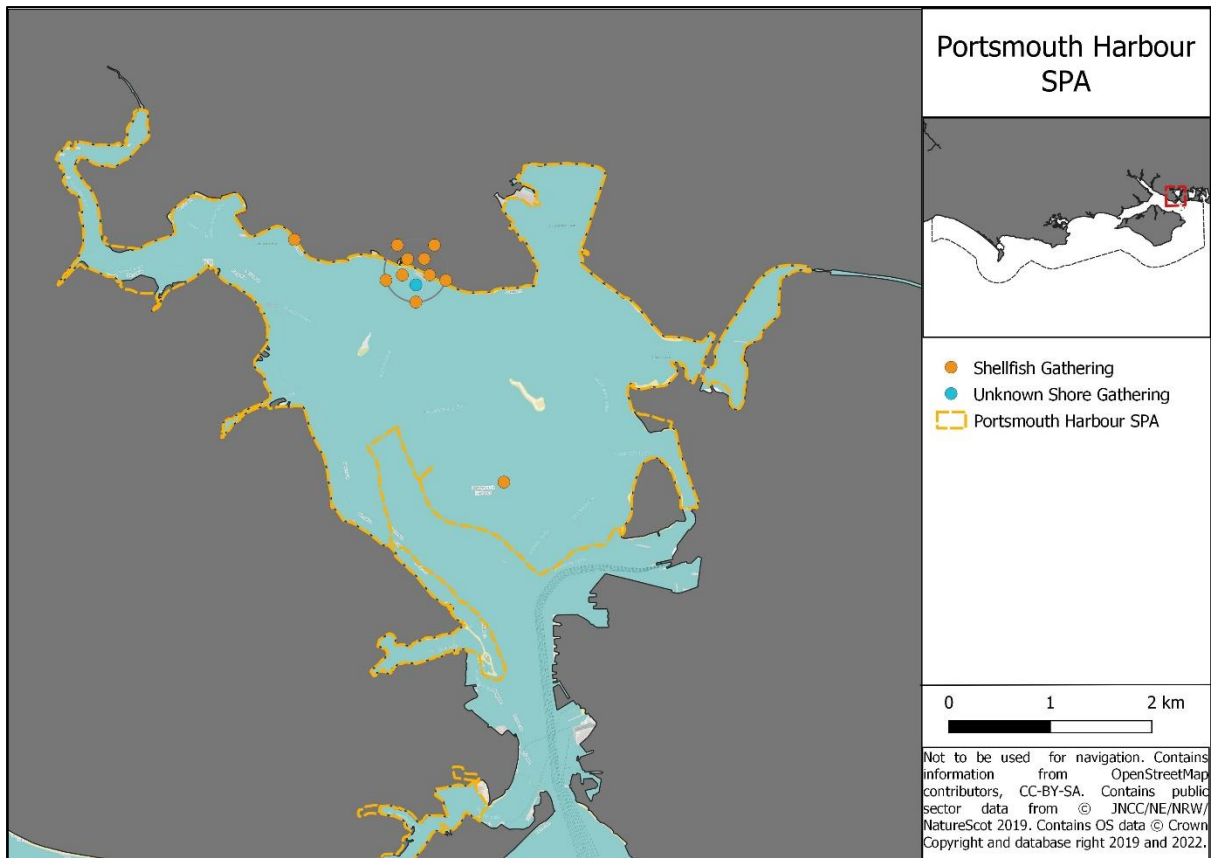 Portsmouth Harbour
SPA
Shellfish Gathering
Unknown Shore Gathering
Portsmouth Harbour SPA
0 1 2 km
Not to be used for navigation. Contains
information from OpenStreetMap
contributors, CC-BY-SA. Contains public
sector data from © JNCC/NE/NRW/
NatureScot 2019. Contains OS data © Crown
Copyright and database right 2019 and 2022.